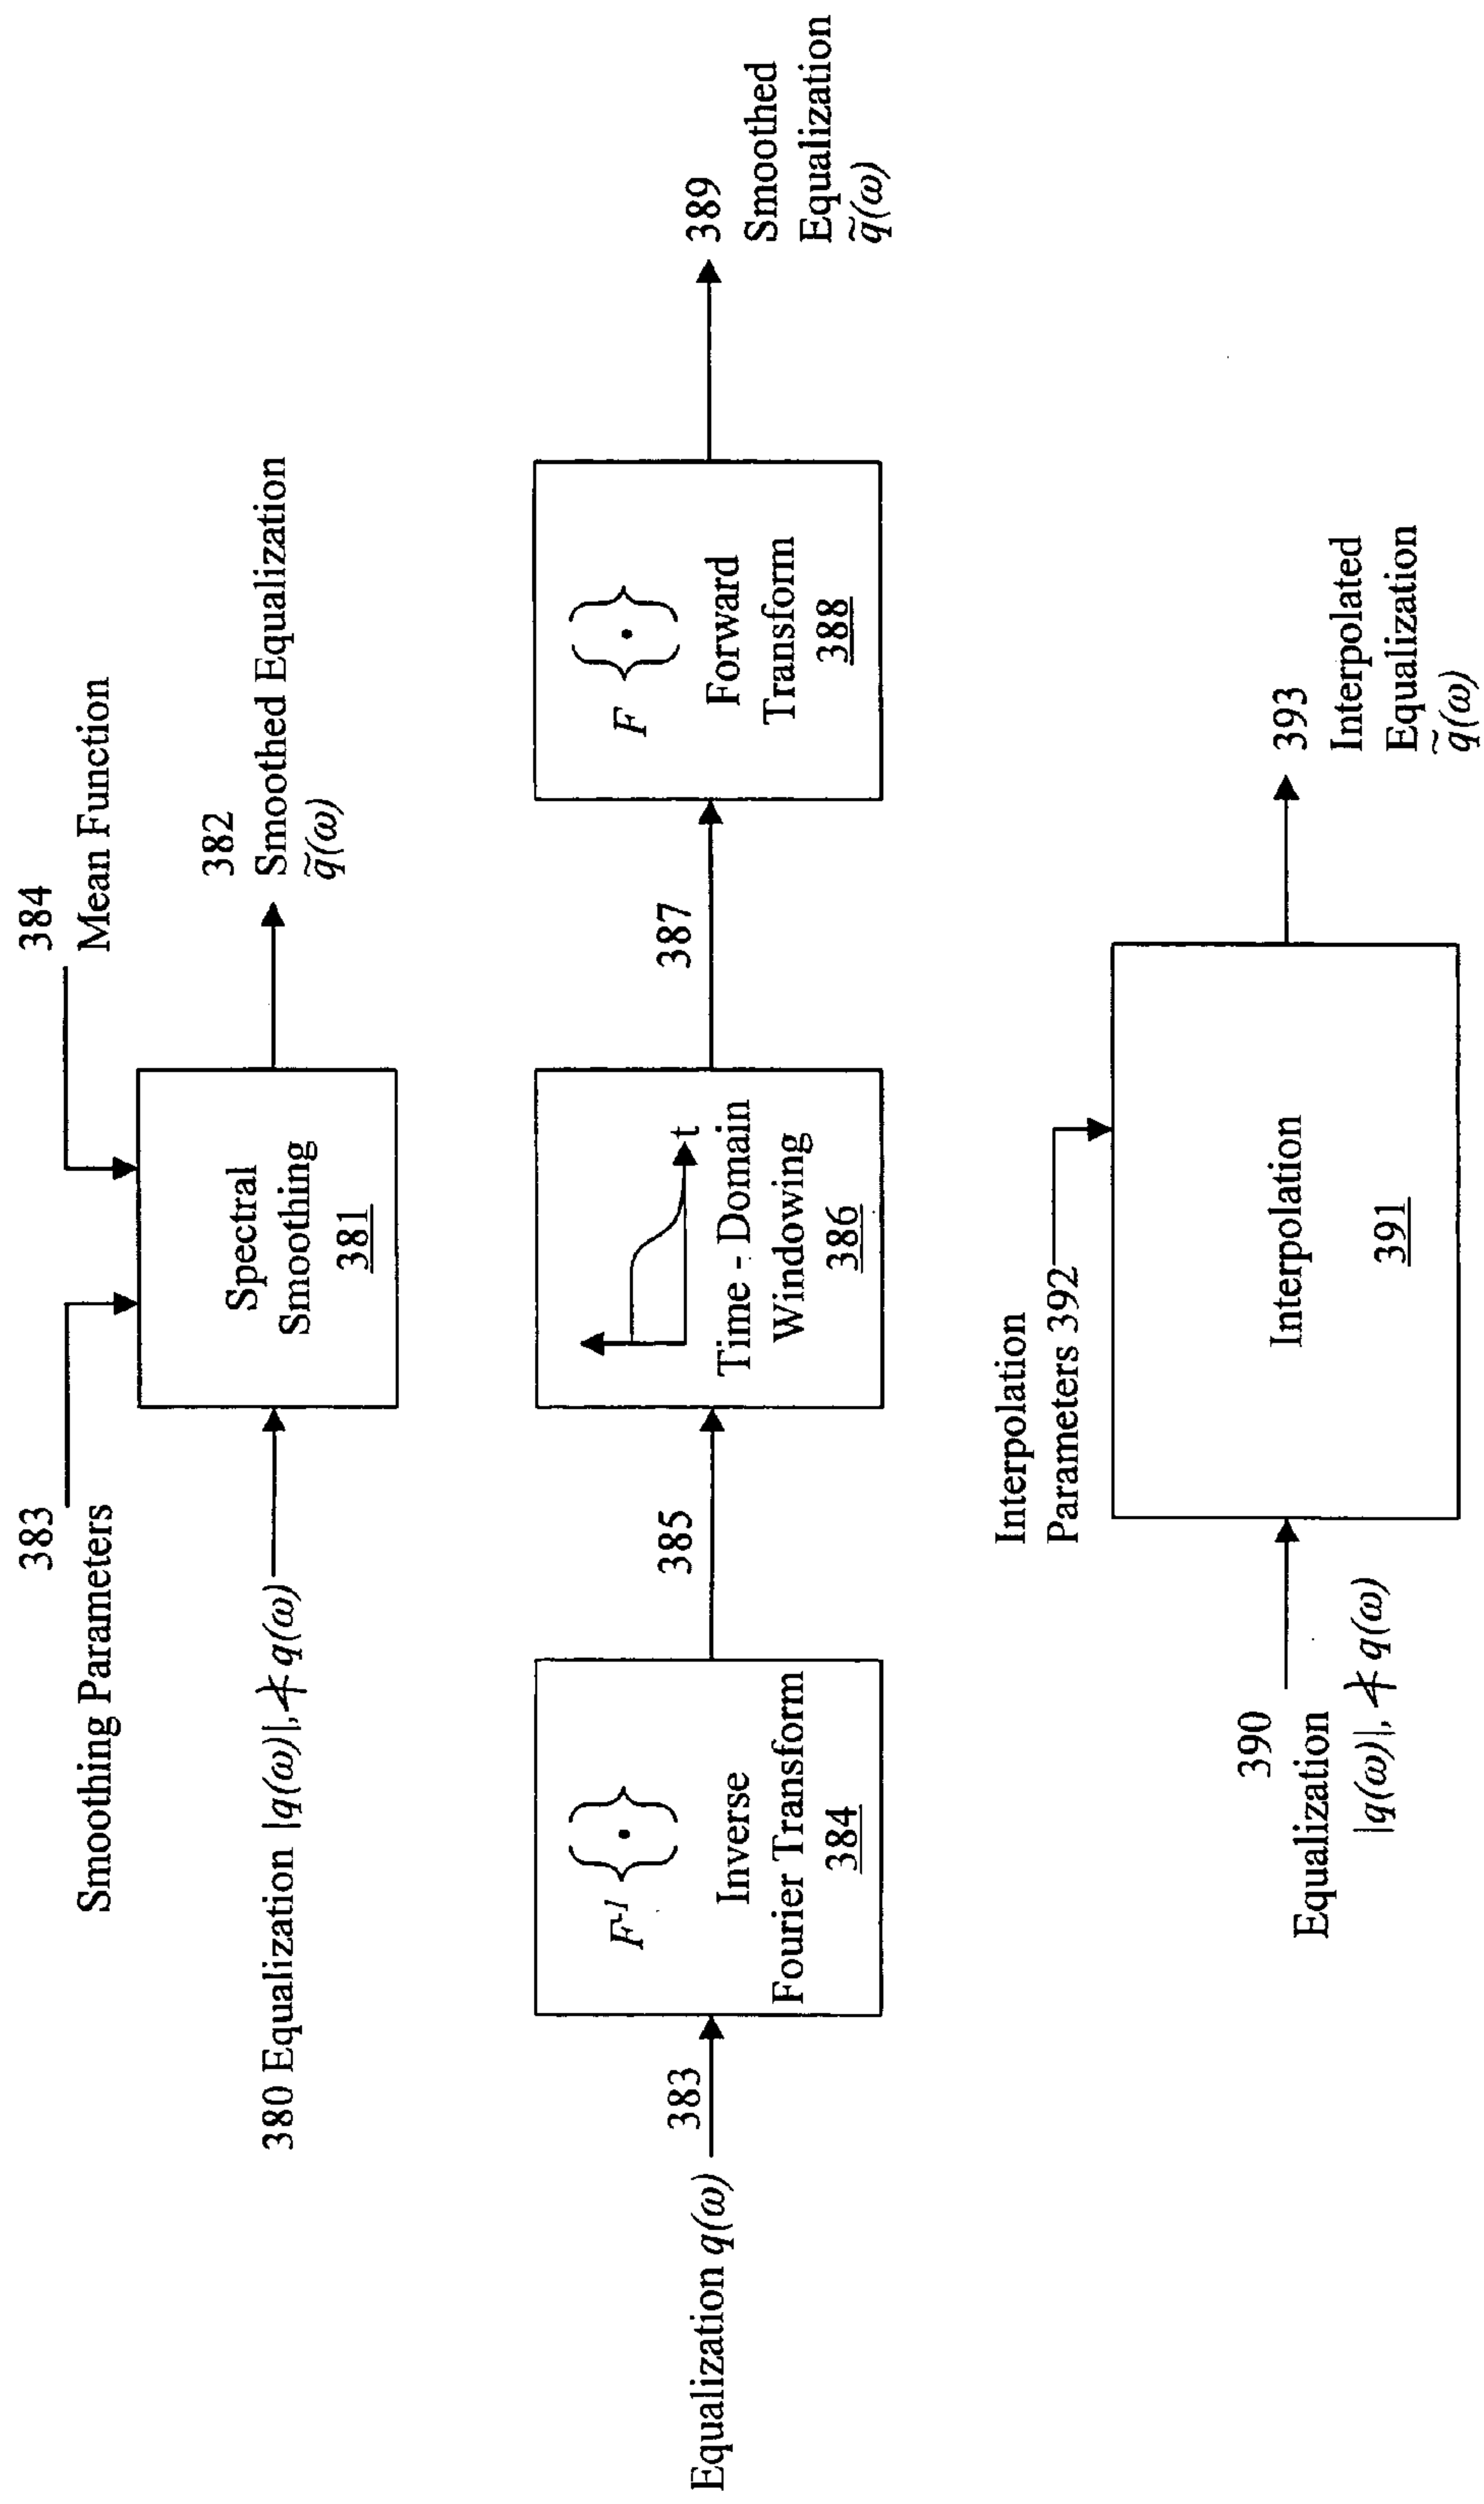 383
Smoothing Parameters
384
Mean Function
380 Equalization |q(ω)|, ∢ q(ω)
Spectral
Smoothing
381
382
Smoothed Equalization
q̃(ω)
Equalization q(ω)
383
F⁻¹ { • }
Inverse
Fourier Transform
384
385
t
Time - Domain
Windowing
386
387
F { • }
Forward
Transform
388
389
Smoothed
Equalization
q̃(ω)
Interpolation
Parameters 392
390
Equalization
|q(ω)|, ∢ q(ω)
Interpolation
391
393
Interpolated
Equalization
q̃(ω)